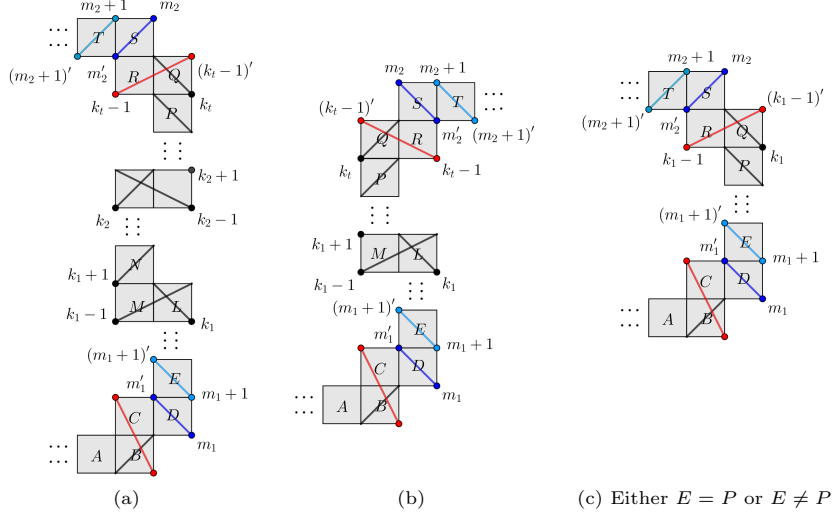 m₂ + 1
m₂
T
S
(m₂ + 1)′
m₂′
R
Q
(kₜ − 1)′
kₜ − 1
kₜ
P
k₂ + 1
k₂
k₂ − 1
N
k₁ + 1
M
L
k₁ − 1
k₁
(m₁ + 1)′
E
m₁′
m₁ + 1
C
D
m₁
A
B
(a)
m₂
m₂ + 1
S
T
(kₜ − 1)′
m₂′
(m₂ + 1)′
Q
R
kₜ
kₜ − 1
P
k₁ + 1
M
L
k₁ − 1
k₁
(m₁ + 1)′
E
m₁′
m₁ + 1
C
D
m₁
A
B
(b)
m₂ + 1
m₂
T
S
(m₂ + 1)′
m₂′
(k₁ − 1)′
R
Q
k₁ − 1
k₁
P
(m₁ + 1)′
E
m₁′
m₁ + 1
C
D
m₁
A
B
(c) Either E = P or E ≠ P